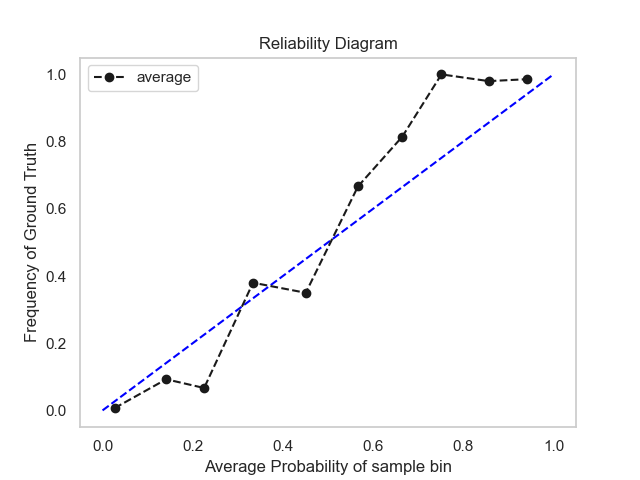 Reliability Diagram
average
Frequency of Ground Truth
1.0
0.8
0.6
0.4
0.2
0.0
0.0 0.2 0.4 0.6 0.8 1.0
Average Probability of sample bin